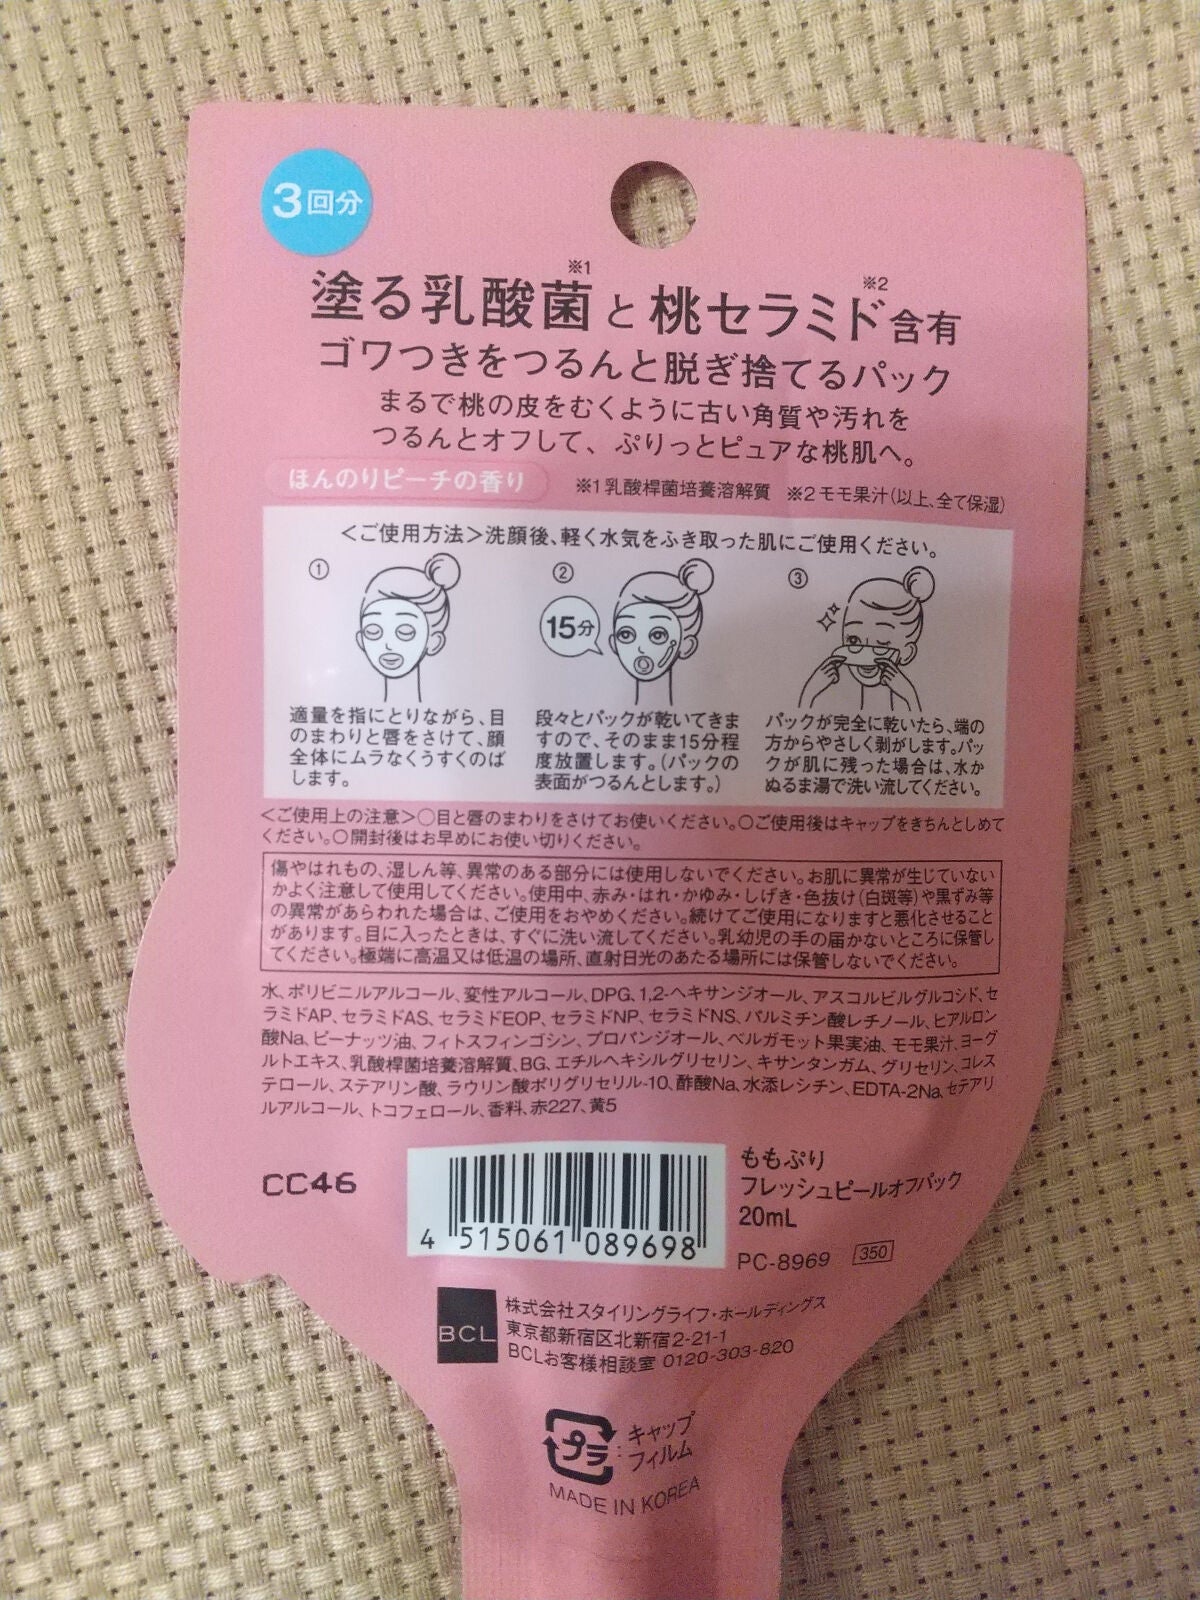 3回分
塗る乳酸菌※1と桃セラミド※2含有
ゴワつきをつるんと脱ぎ捨てるパック
まるで桃の皮をむくように古い角質や汚れを
つるんとオフして、ぷりっとピュアな桃肌へ。
ほんのりピーチの香り ※1乳酸桿菌培養溶解質 ※2モモ果汁(以上、全て保湿)
<ご使用方法>洗顔後、軽く水気をふき取った肌にご使用ください。
①
適量を指にとりながら、目
のまわりと唇をさけて、顔
全体にムラなくうすくのば
します。
②
15分
段々とパックが乾いてきま
すので、そのまま15分程
度放置します。(パックの
表面がつるんとします。)
③
パックが完全に乾いたら、端の
方からやさしく剥がします。パッ
クが肌に残った場合は、水か
ぬるま湯で洗い流してください。
<ご使用上の注意>○目と唇のまわりをさけてお使いください。○ご使用後はキャップをきちんとしめて
ください。○開封後はお早めにお使い切りください。
傷やはれもの、湿しん等、異常のある部分には使用しないでください。お肌に異常が生じていない
かよく注意して使用してください。使用中、赤み・はれ・かゆみ・しげき・色抜け(白斑等)や黒ずみ等
の異常があらわれた場合は、ご使用をおやめください。続けてご使用になりますと悪化させること
があります。目に入ったときは、すぐに洗い流してください。乳幼児の手の届かないところに保管し
てください。極端に高温又は低温の場所、直射日光のあたる場所には保管しないでください。
水、ポリビニルアルコール、変性アルコール、DPG、1,2-ヘキサンジオール、アスコルビルグルコシド、セ
ラミドAP、セラミドAS、セラミドEOP、セラミドNP、セラミドNS、パルミチン酸レチノール、ヒアルロン
酸Na、ピーナッツ油、フィトスフィンゴシン、プロパンジオール、ベルガモット果実油、モモ果汁、ヨーグ
ルトエキス、乳酸桿菌培養溶解質、BG、エチルヘキシルグリセリン、キサンタンガム、グリセリン、コレス
テロール、ステアリン酸、ラウリン酸ポリグリセリル-10、酢酸Na、水添レシチン、EDTA-2Na、セテアリ
ルアルコール、トコフェロール、香料、赤227、黄5
CC46
4 515061 089698
ももぷり
フレッシュピールオフパック
20mL
PC-8969 350
BCL
株式会社スタイリングライフ・ホールディングス
東京都新宿区北新宿2-21-1
BCLお客様相談室 0120-303-820
プラ : キャップ
フィルム
MADE IN KOREA